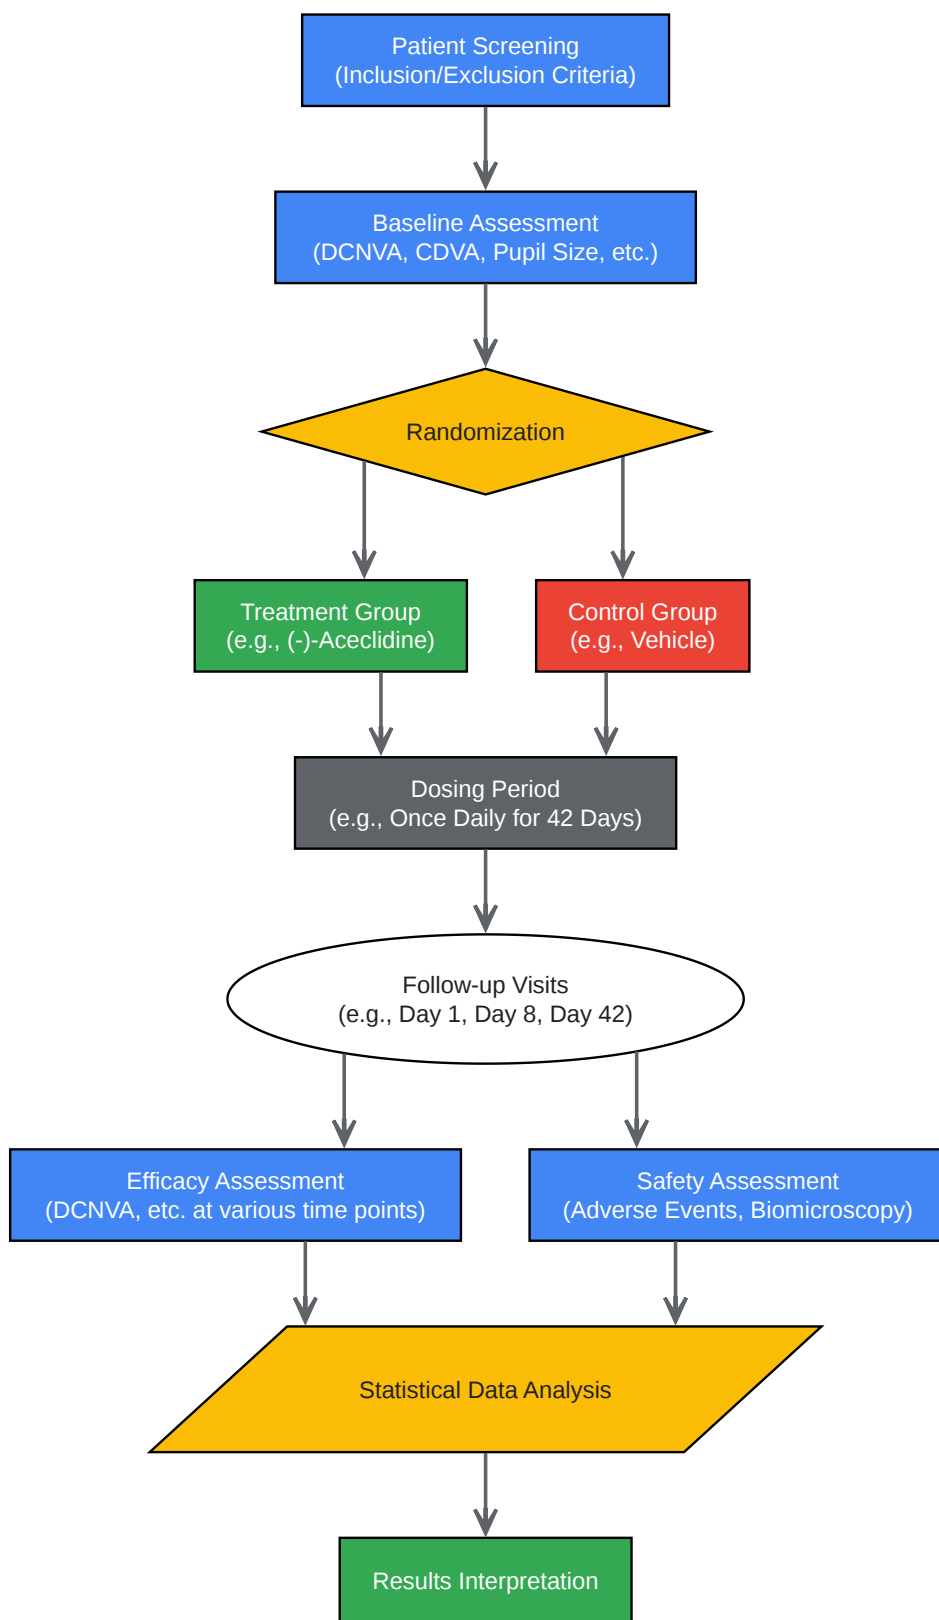 Patient Screening
(Inclusion/Exclusion Criteria)
Baseline Assessment
(DCNVA, CDVA, Pupil Size, etc.)
Randomization
Treatment Group
(e.g., (-)-Aceclidine)
Control Group
(e.g., Vehicle)
Dosing Period
(e.g., Once Daily for 42 Days)
Follow-up Visits
(e.g., Day 1, Day 8, Day 42)
Efficacy Assessment
(DCNVA, etc. at various time points)
Safety Assessment
(Adverse Events, Biomicroscopy)
Statistical Data Analysis
Results Interpretation